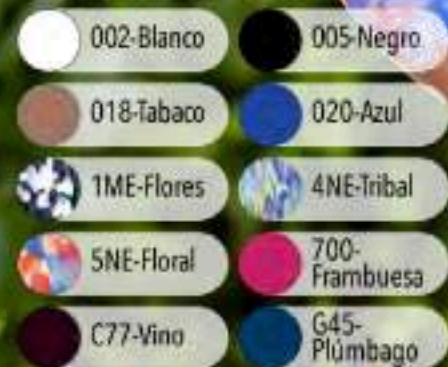 002-Blanco
005-Negro
018-Tabaco
020-Azul
1ME-Flores
4NE-Tribal
5NE-Floral
700-
Frambuesa
C77-Vino
G45-
Plúmbago